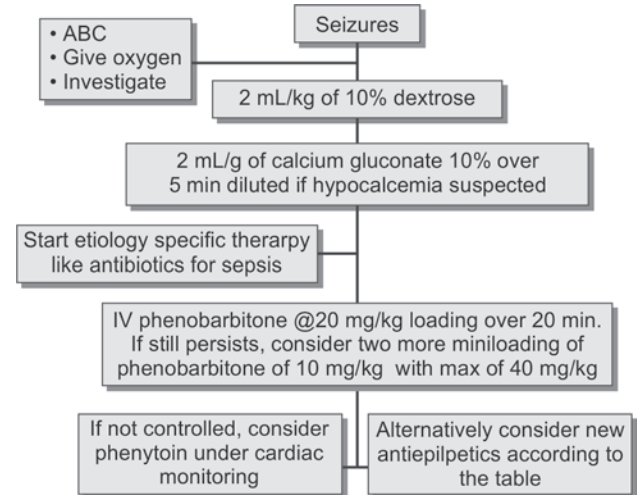 Seizures
• ABC
• Give oxygen
• Investigate
2 mL/kg of 10% dextrose
2 mL/g of calcium gluconate 10% over
5 min diluted if hypocalcemia suspected
Start etiology specific therarpy
like antibiotics for sepsis
IV phenobarbitone @20 mg/kg loading over 20 min.
If still persists, consider two more miniloading of
phenobarbitone of 10 mg/kg with max of 40 mg/kg
If not controlled, consider
phenytoin under cardiac
monitoring
Alternatively consider new
antiepilpetics according to
the table